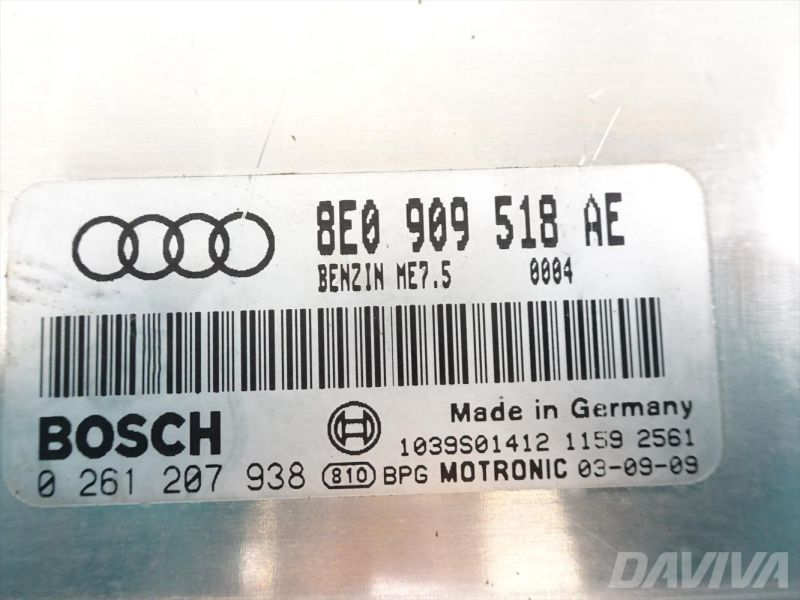 8E0 909 518 AE
BENZIN ME7.5 0004
BOSCH
Made in Germany
1039S01412 1159 2561
0 261 207 938 810 BPG MOTRONIC 03-09-09
DAVIVA